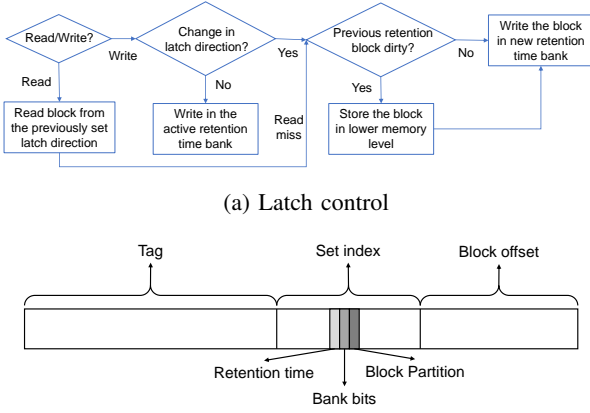 Read/Write?
Write
Change in
latch direction?
Yes
Previous retention
block dirty?
No
Write the block
in new retention
time bank
Read
No
Yes
Read block from
the previously set
latch direction
Write in the
active retention
time bank
Read
miss
Store the block
in lower memory
level
(a) Latch control
Tag
Set index
Block offset
Retention time
Block Partition
Bank bits